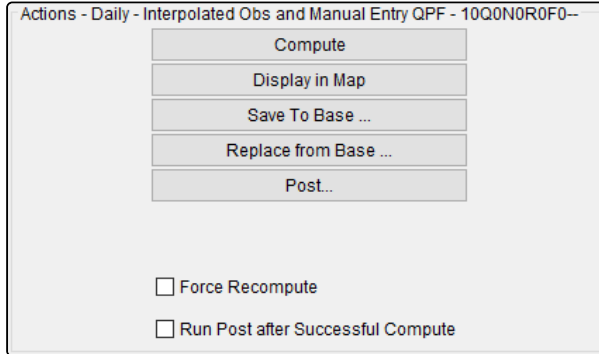 Actions - Daily - Interpolated Obs and Manual Entry QPF - 10Q0N0R0F0--
Compute
Display in Map
Save To Base ...
Replace from Base ...
Post...
Force Recompute
Run Post after Successful Compute